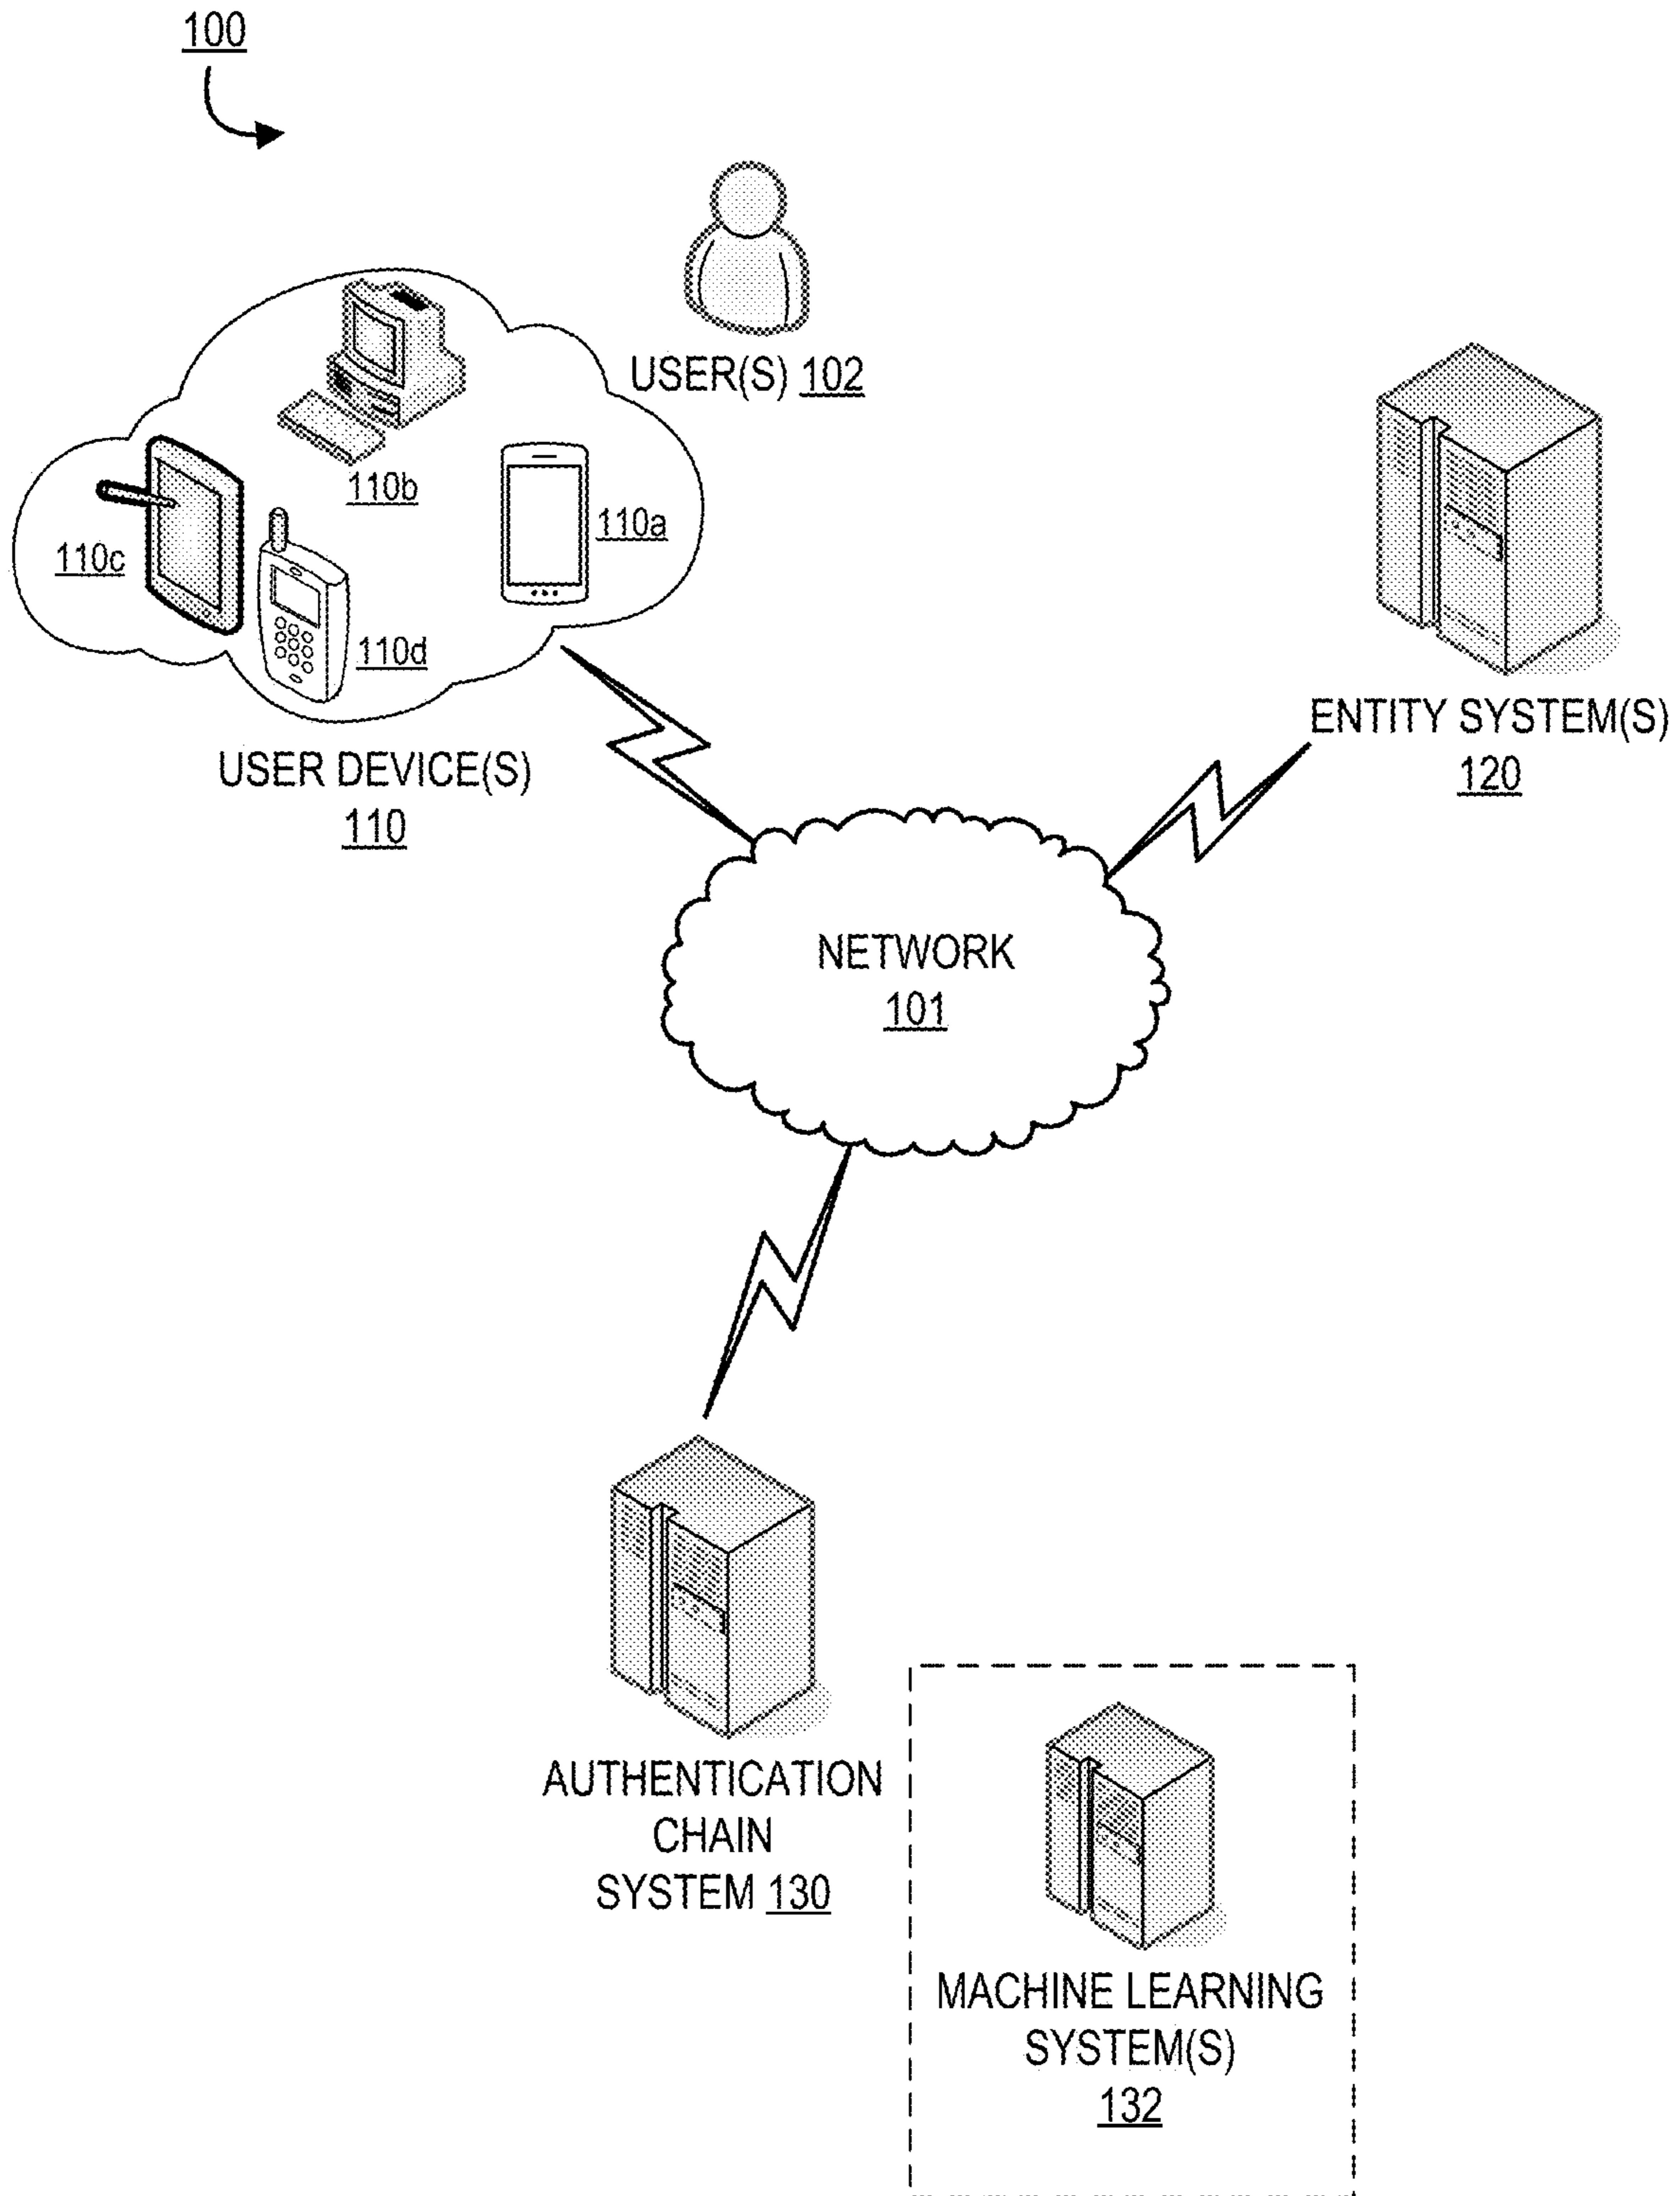 100
USER(S) 102
110b
110a
110c
110d
USER DEVICE(S)
110
ENTITY SYSTEM(S)
120
NETWORK
101
AUTHENTICATION
CHAIN
SYSTEM 130
MACHINE LEARNING
SYSTEM(S)
132